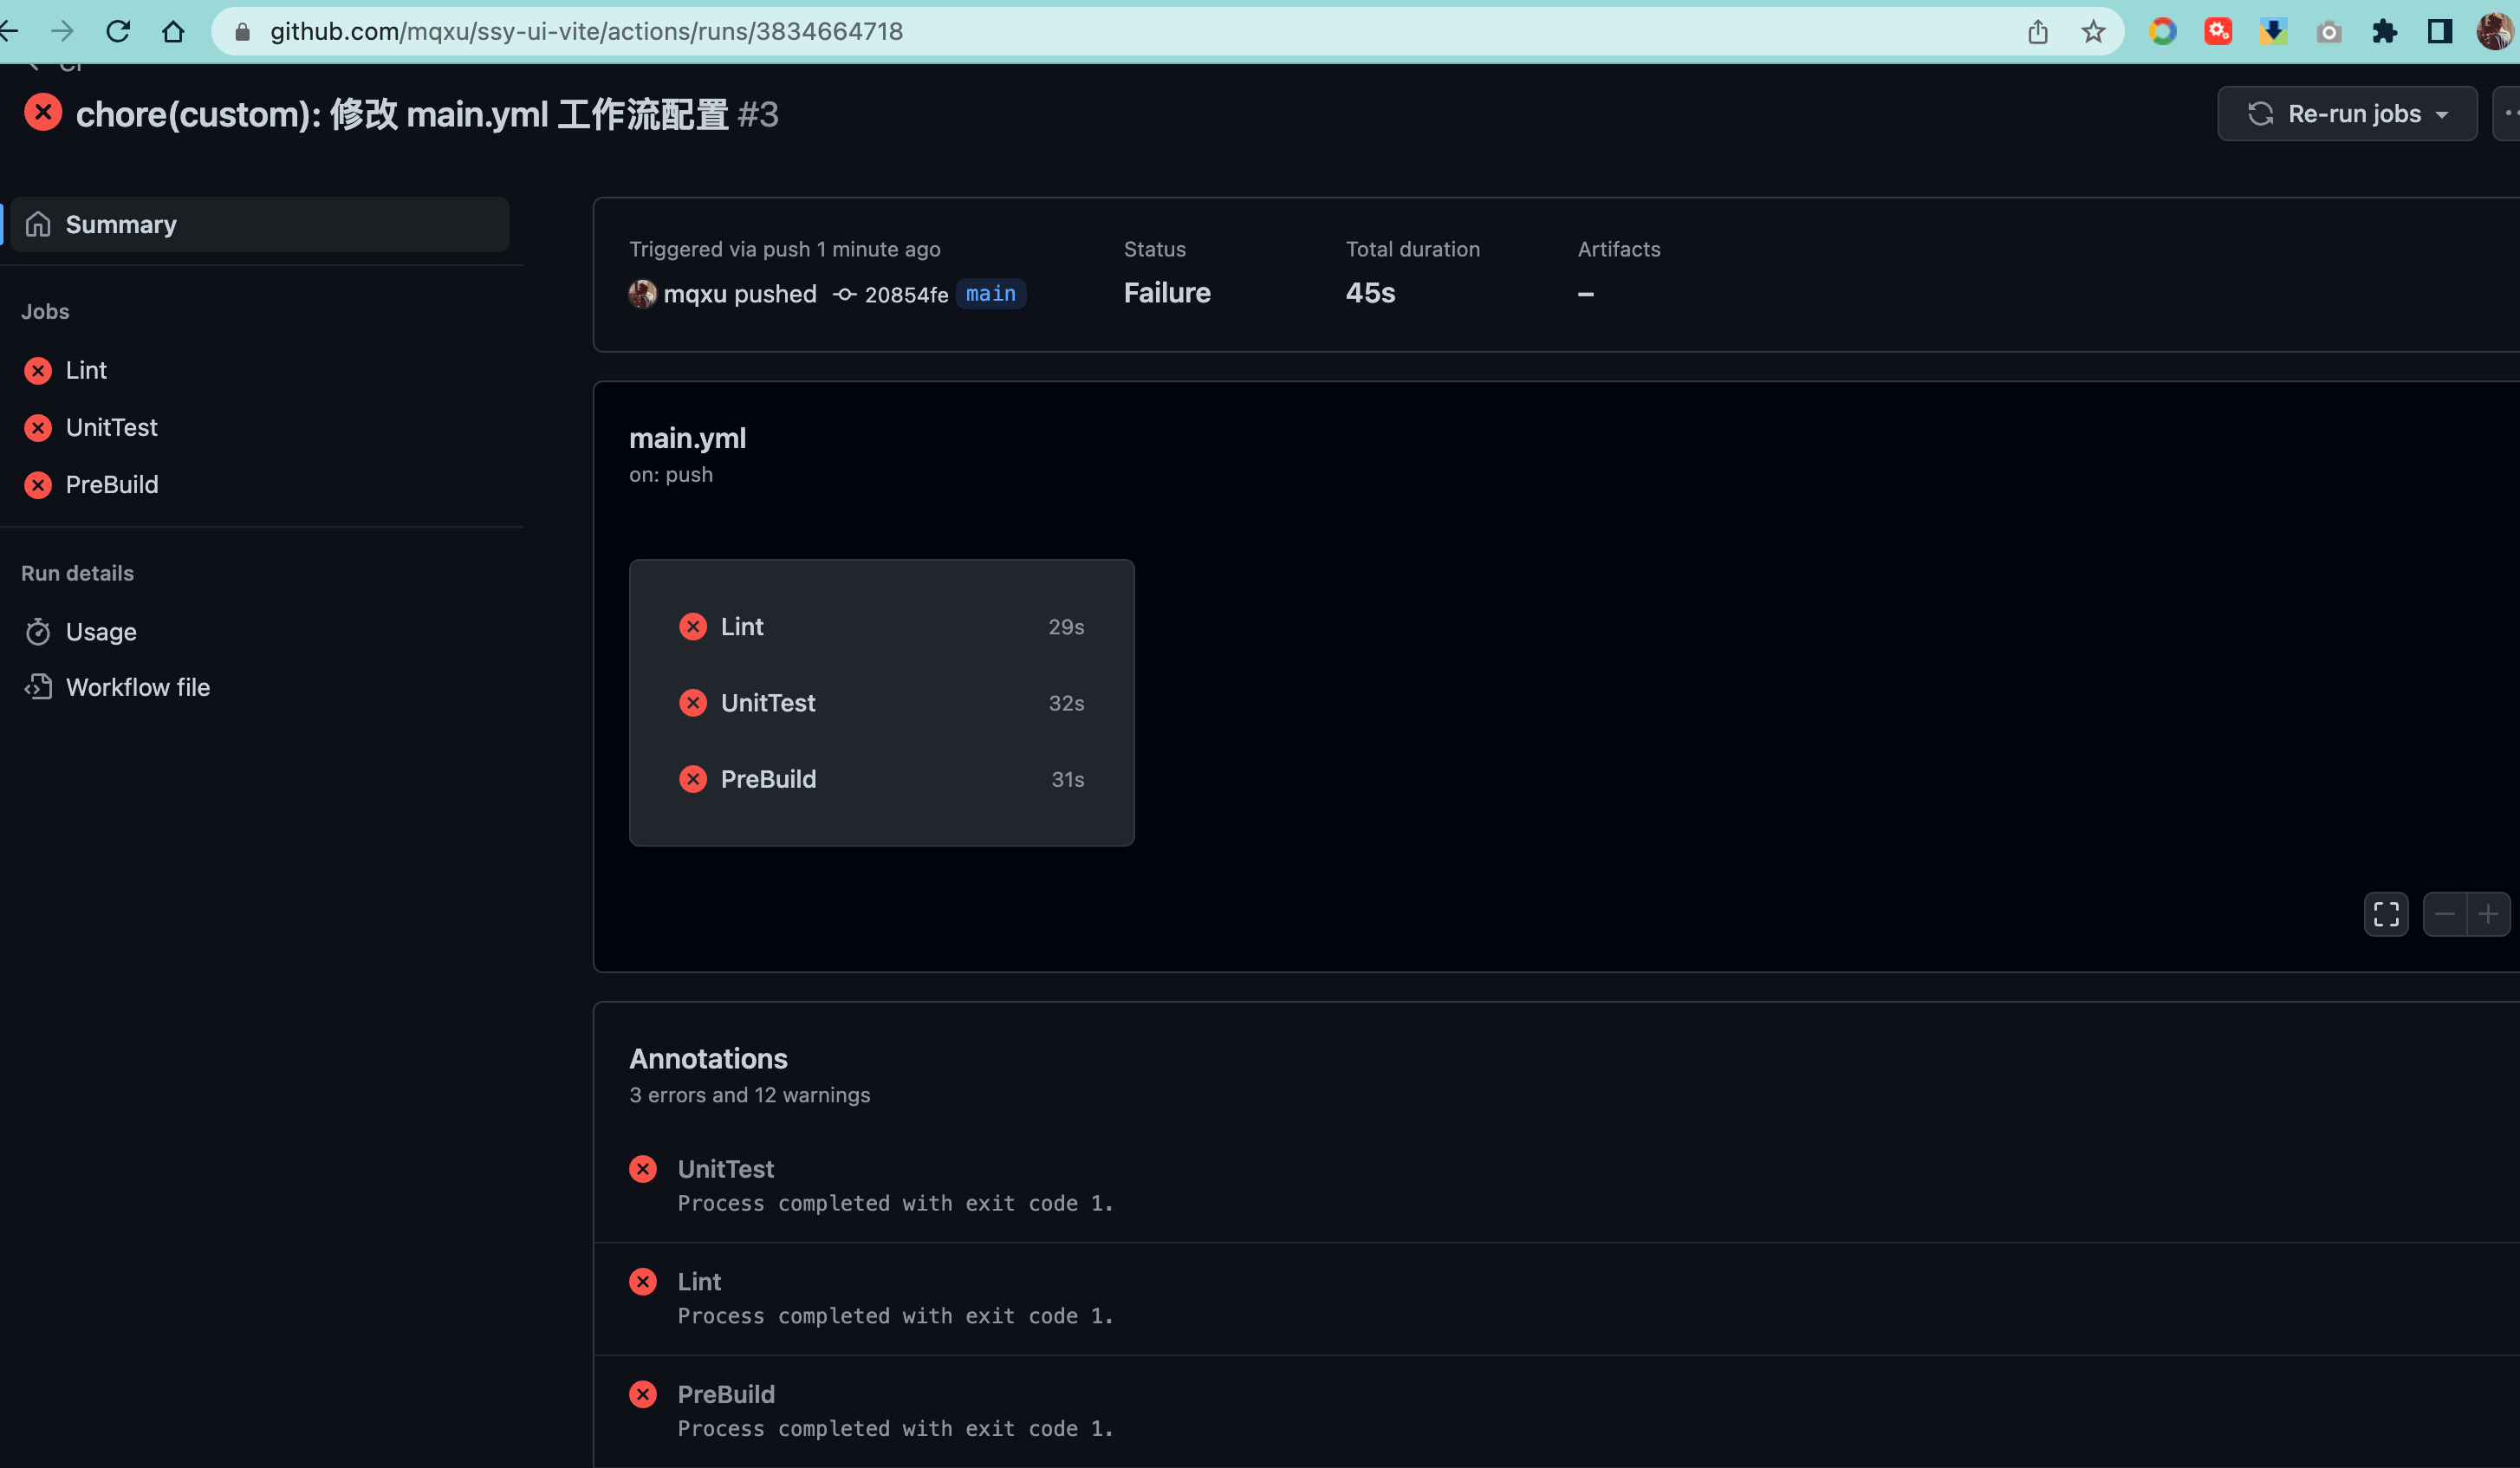 github.com/mqxu/ssy-ui-vite/actions/runs/3834664718
chore(custom): 修改 main.yml 工作流配置 #3
Re-run jobs
Summary
Jobs
Lint
UnitTest
PreBuild
Run details
Usage
Workflow file
Triggered via push 1 minute ago
mqxu pushed 20854fe main
Status
Failure
Total duration
45s
Artifacts
–
main.yml
on: push
Lint 29s
UnitTest 32s
PreBuild 31s
Annotations
3 errors and 12 warnings
UnitTest
Process completed with exit code 1.
Lint
Process completed with exit code 1.
PreBuild
Process completed with exit code 1.